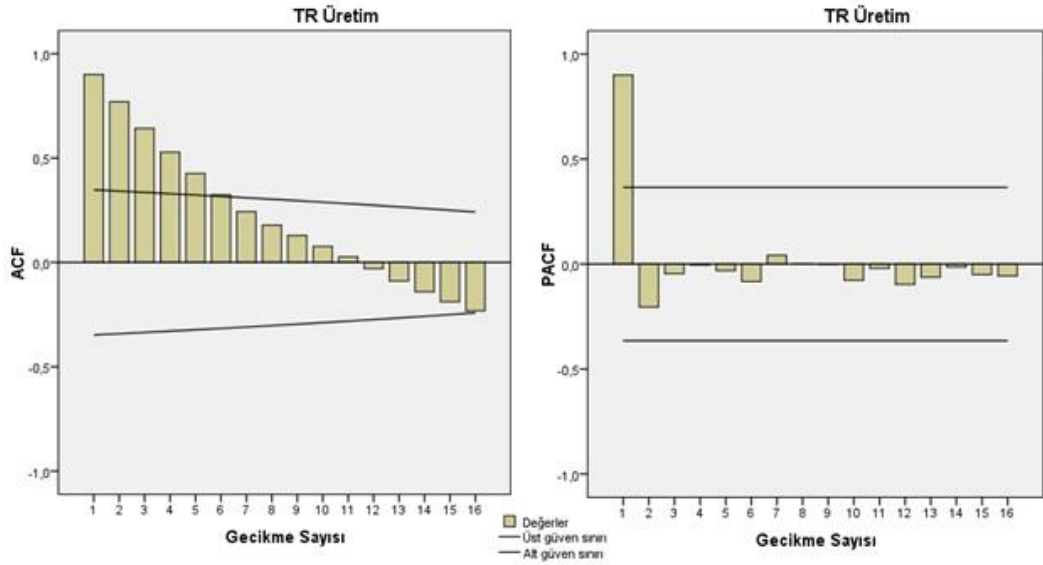 TR Üretim
ACF
1,0
0,5
0,0
-0,5
-1,0
1 2 3 4 5 6 7 8 9 10 11 12 13 14 15 16
Gecikme Sayısı
TR Üretim
PACF
1,0
0,5
0,0
-0,5
-1,0
1 2 3 4 5 6 7 8 9 10 11 12 13 14 15 16
Gecikme Sayısı
Değerler
Üst güven sınırı
Alt güven sınırı